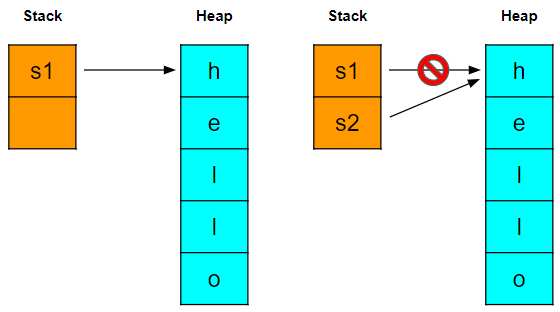 Stack Heap Stack Heap
s1 h s1 h
e s2 e
l l
l l
o o